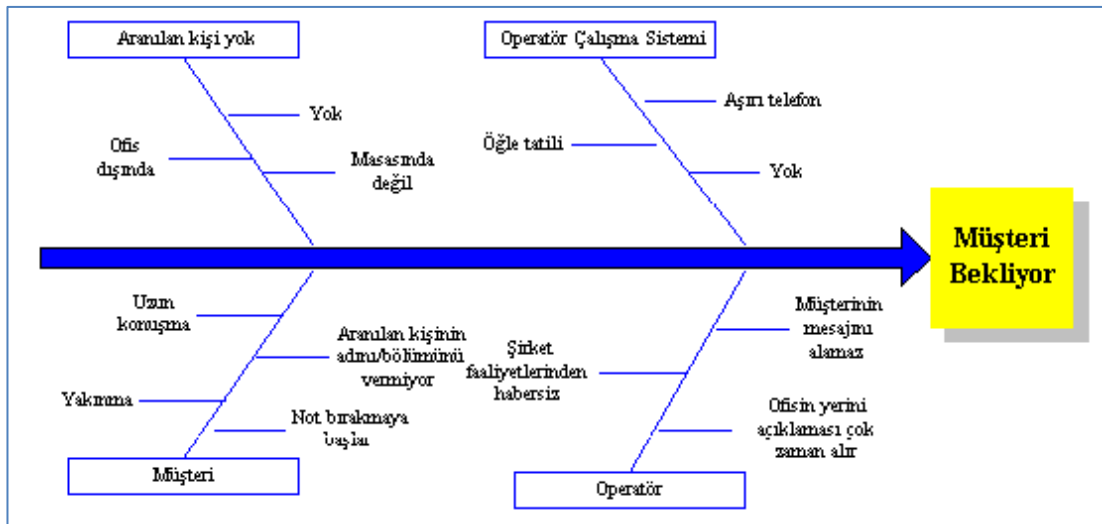 Aranılan kişi yok
Operatör Çalışma Sistemi
Yok
Ofis
dışında
Masasında
değil
Aşırı telefon
Öğle tatili
Yok
Müşteri
Bekliyor
Uzun
konuşma
Aranılan kişinin
adını/bölümünü
vermiyor
Yakınma
Not bırakmaya
başlar
Müşteri
Müşterinin
mesajını
alamaz
Şirket
faaliyetlerinden
habersiz
Ofisin yerini
açıklaması çok
zaman alır
Operatör